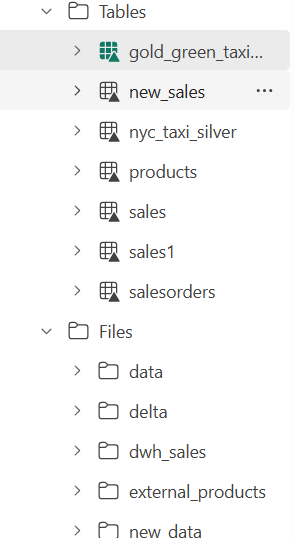 Tables
gold_green_taxi...
new_sales
nyc_taxi_silver
products
sales
sales1
salesorders
Files
data
delta
dwh_sales
external_products
new_data